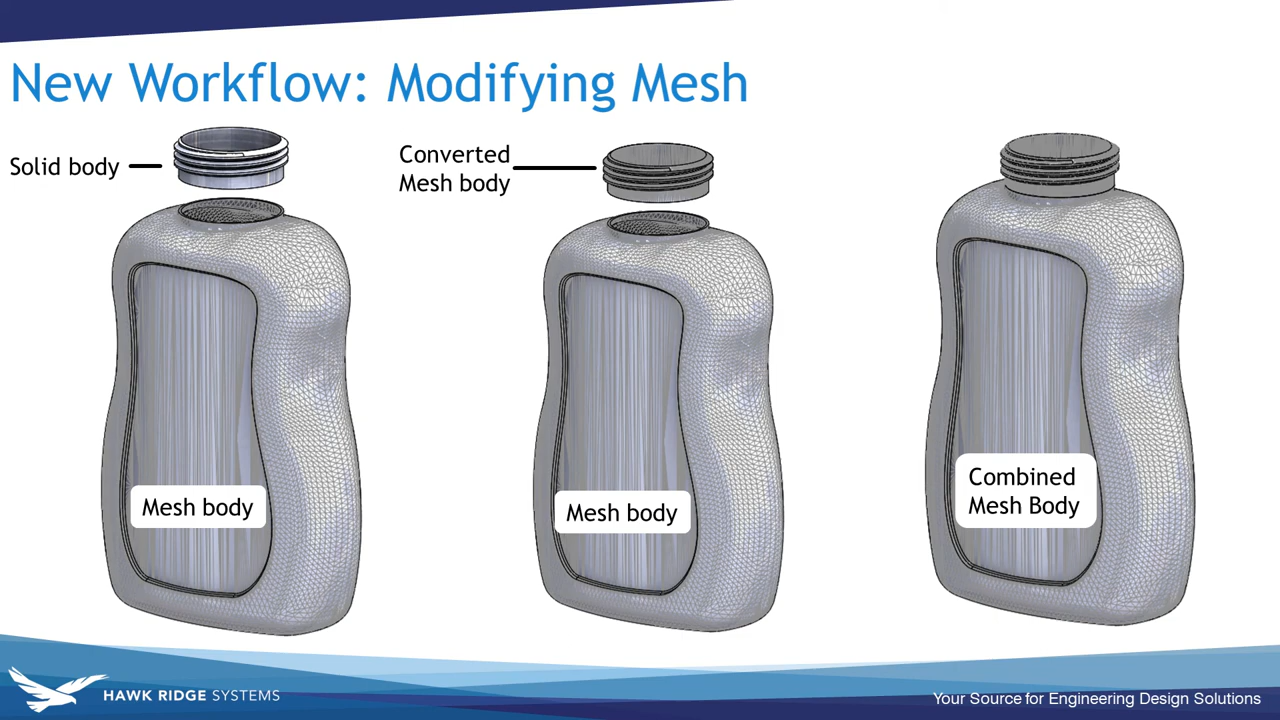 New Workflow: Modifying Mesh
Solid body
Converted
Mesh body
Mesh body
Mesh body
Combined
Mesh Body
HAWK RIDGE SYSTEMS
Your Source for Engineering Design Solutions